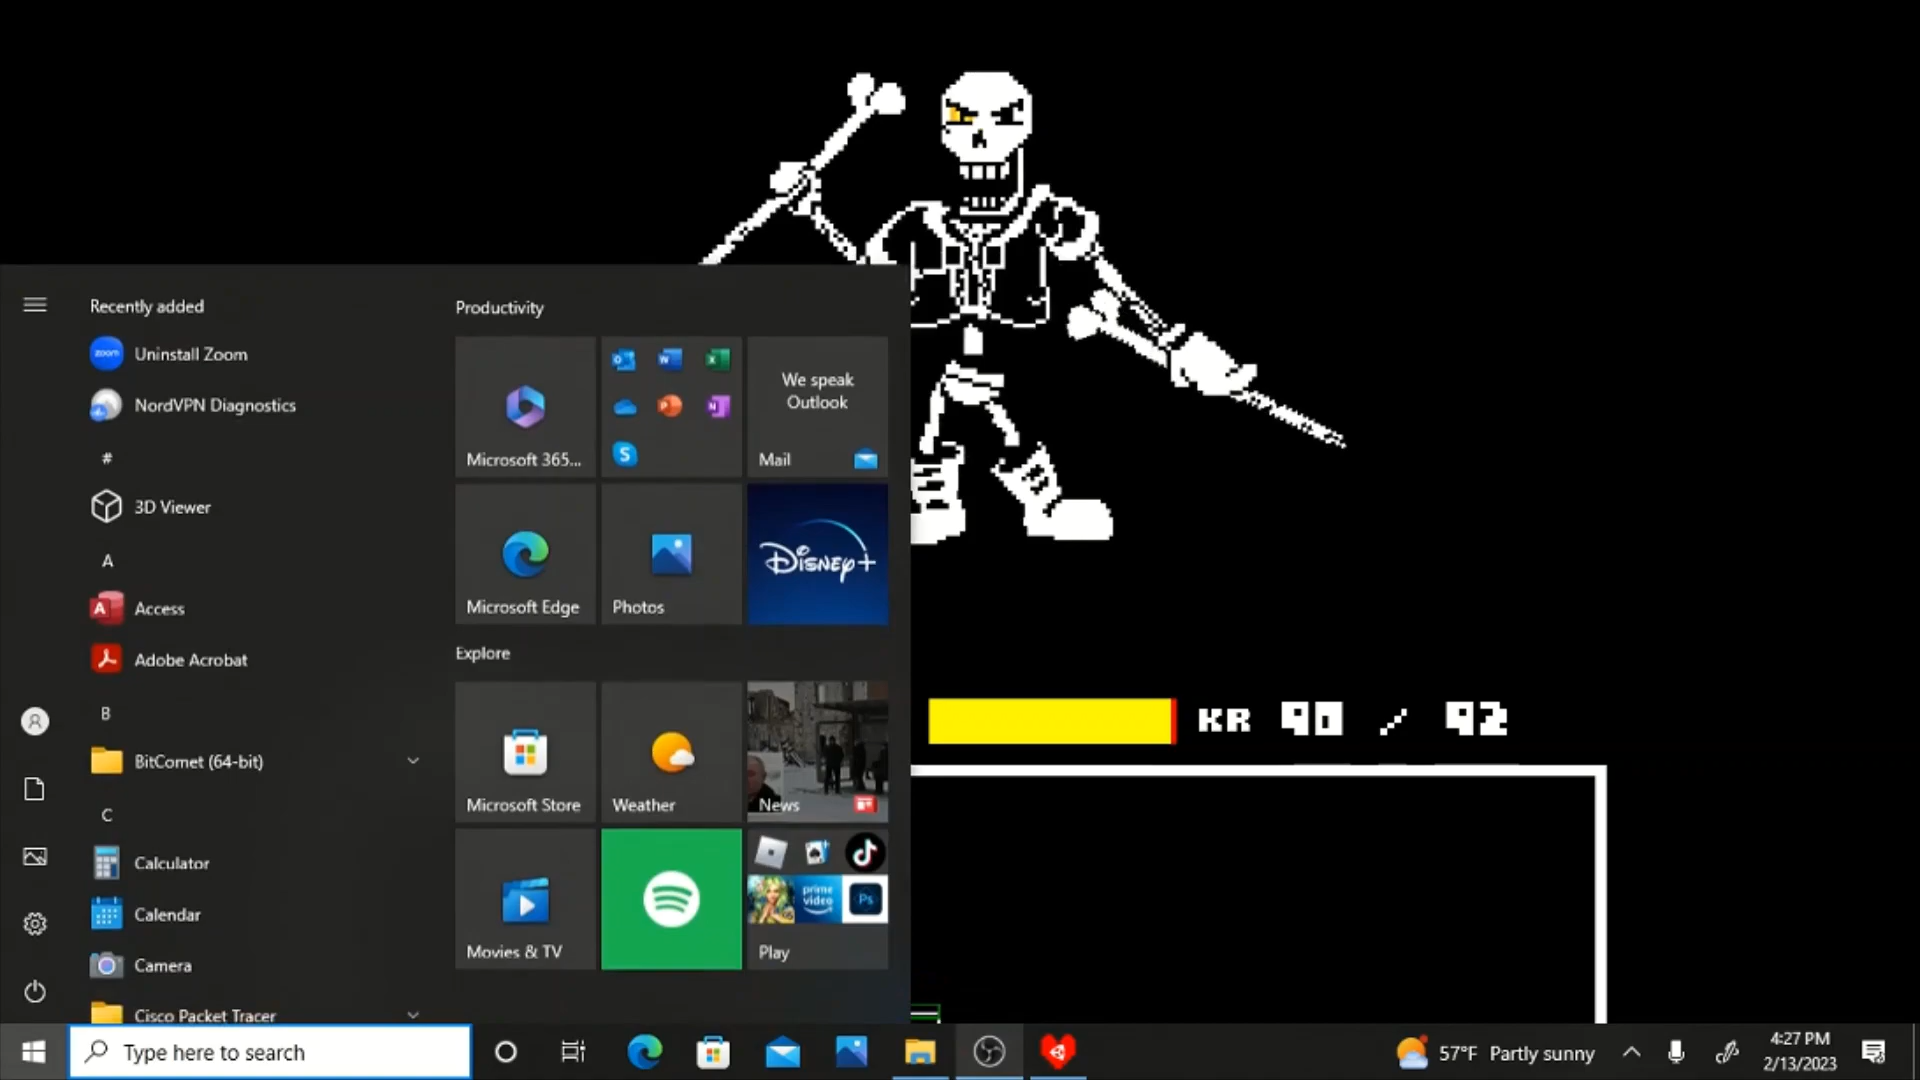 Recently added
Uninstall Zoom
NordVPN Diagnostics
#
3D Viewer
A
Access
Adobe Acrobat
B
BitComet (64-bit)
C
Calculator
Calendar
Camera
Cisco Packet Tracer
Productivity
Microsoft 365...
We speak
Outlook
Mail
Microsoft Edge
Photos
Disney+
Explore
Microsoft Store
Weather
News
Movies & TV
prime
video
Ps
Play
KR 90 / 92
Type here to search
57°F Partly sunny
4:27 PM
2/13/2023